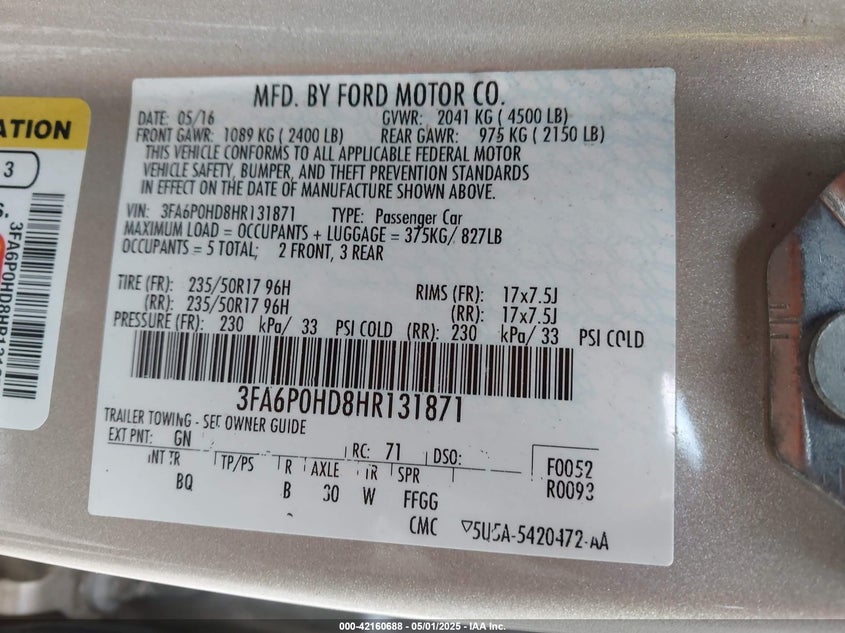 MFD. BY FORD MOTOR CO.
DATE: 05/16 GVWR: 2041 KG ( 4500 LB)
FRONT GAWR: 1089 KG ( 2400 LB) REAR GAWR: 975 KG ( 2150 LB)
THIS VEHICLE CONFORMS TO ALL APPLICABLE FEDERAL MOTOR
VEHICLE SAFETY, BUMPER, AND THEFT PREVENTION STANDARDS
IN EFFECT ON THE DATE OF MANUFACTURE SHOWN ABOVE.
VIN: 3FA6P0HD8HR131871 TYPE: Passenger Car
MAXIMUM LOAD = OCCUPANTS + LUGGAGE = 375KG/ 827LB
OCCUPANTS = 5 TOTAL; 2 FRONT, 3 REAR
TIRE (FR): 235/50R17 96H RIMS (FR): 17x7.5J
(RR): 235/50R17 96H (RR): 17x7.5J
PRESSURE (FR): 230 kPa/ 33 PSI COLD (RR): 230 kPa/ 33 PSI COLD
3FA6P0HD8HR131871
TRAILER TOWING - SEE OWNER GUIDE
EXT PNT: GN RC: 71 DSO: F0052
INT TR TP/PS R AXLE TR SPR R0093
BQ B 30 W FFGG
CMC ▽5U5A-5420472-AA
ATION
3
000-42160688 — 05/01/2025 — IAA Inc.